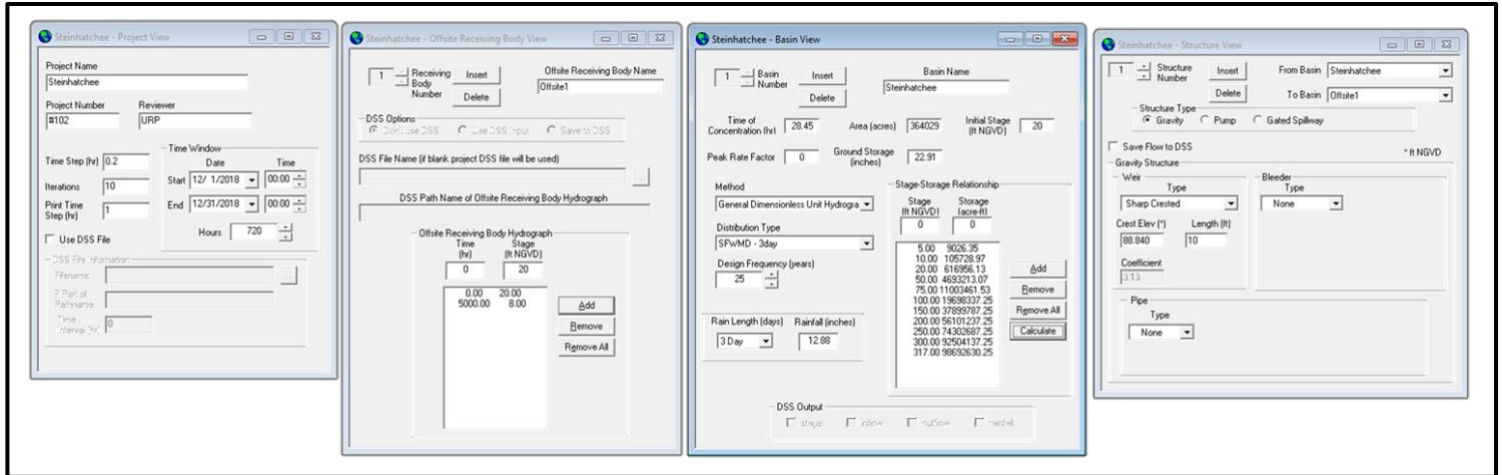 Steinhatchee - Project View
Project Name
Steinhatchee
Project Number Reviewer
#102 URP
Time Step (hr) 0.2
Iterations 10
Print Time
Step (hr) 1
Time Window
Date Time
Start 12/ 1/2018 00:00
End 12/31/2018 00:00
Hours 720
Use DSS File
DSS File Information
Filename:
F Part of
Pathname:
Time
Interval (hr) 0
Steinhatchee - Offsite Receiving Body View
1 Receiving
Body
Number
Insert
Delete
Offsite Receiving Body Name
Offsite1
DSS Options
Don't use DSS Use DSS Input Save to DSS
DSS File Name (if blank project DSS file will be used)
...
DSS Path Name of Offsite Receiving Body Hydrograph
Offsite Receiving Body Hydrograph
Time Stage
(hr) (ft NGVD)
0 20
0.00 20.00
5000.00 8.00
Add
Remove
Remove All
Steinhatchee - Basin View
1 Basin
Number
Insert
Delete
Basin Name
Steinhatchee
Time of
Concentration (hr) 28.45
Area (acres) 364029
Initial Stage
(ft NGVD) 20
Peak Rate Factor 0
Ground Storage
(inches) 22.91
Method
General Dimensionless Unit Hydrogra
Distribution Type
SFWMD - 3day
Design Frequency (years)
25
Rain Length (days) Rainfall (inches)
3 Day 12.88
Stage-Storage Relationship
Stage Storage
(ft NGVD) (acre-ft)
0 0
5.00 9026.35
10.00 105728.97
20.00 616956.13
50.00 4693213.07
75.00 11003461.53
100.00 19698337.25
150.00 37899787.25
200.00 56101237.25
250.00 74302687.25
300.00 92504137.25
317.00 98692630.25
Add
Remove
Remove All
Calculate
DSS Output
stage inflow outflow rainfall
Steinhatchee - Structure View
1 Structure
Number
Insert
Delete
From Basin Steinhatchee
To Basin Offsite1
Structure Type
Gravity Pump Gated Spillway
Save Flow to DSS
* ft NGVD
Gravity Structure
Weir
Type
Sharp Crested
Crest Elev (*) Length (ft)
88.840 10
Coefficient
3.13
Bleeder
Type
None
Pipe
Type
None